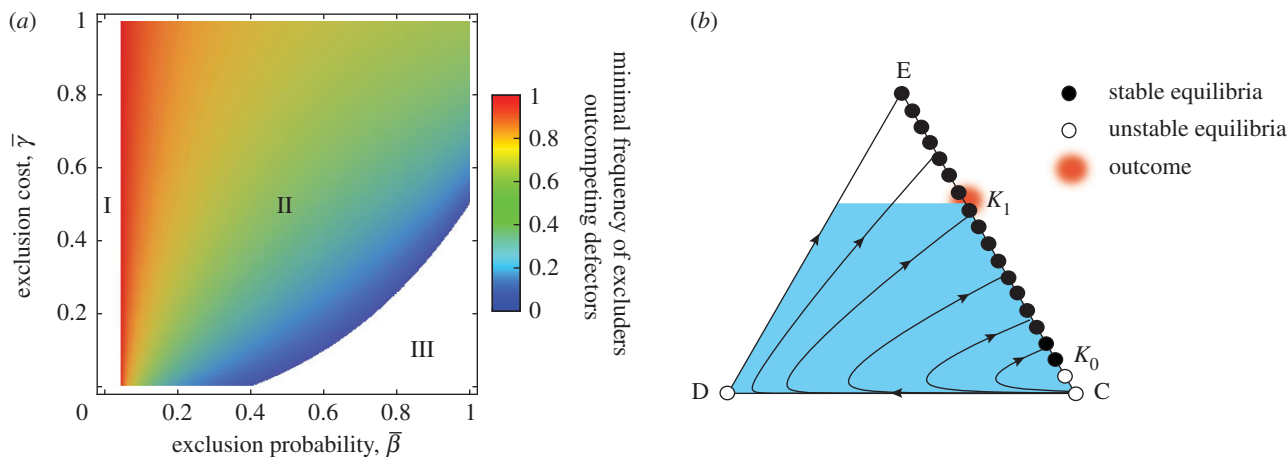 (a)
1
0.8
0.6
0.4
0.2
0
exclusion cost, γ̅
I
II
III
0.2
0.4
0.6
0.8
1
exclusion probability, β̅
1
0.8
0.6
0.4
0.2
0
minimal frequency of excluders
outcompeting defectors
(b)
E
K1
K0
D
C
stable equilibria
unstable equilibria
outcome